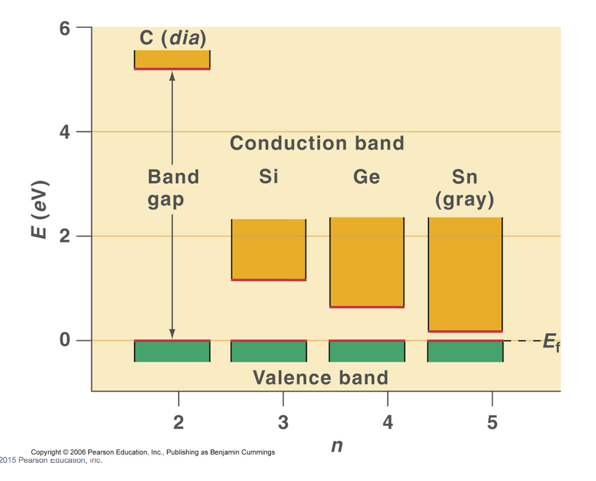 6
C (dia)
4
Conduction band
Band
gap
Si
Ge
Sn
(gray)
E (eV)
2
0
Ef
Valence band
2
3
4
5
n
Copyright © 2006 Pearson Education, Inc., Publishing as Benjamin Cummings
2015 Pearson Education, Inc.